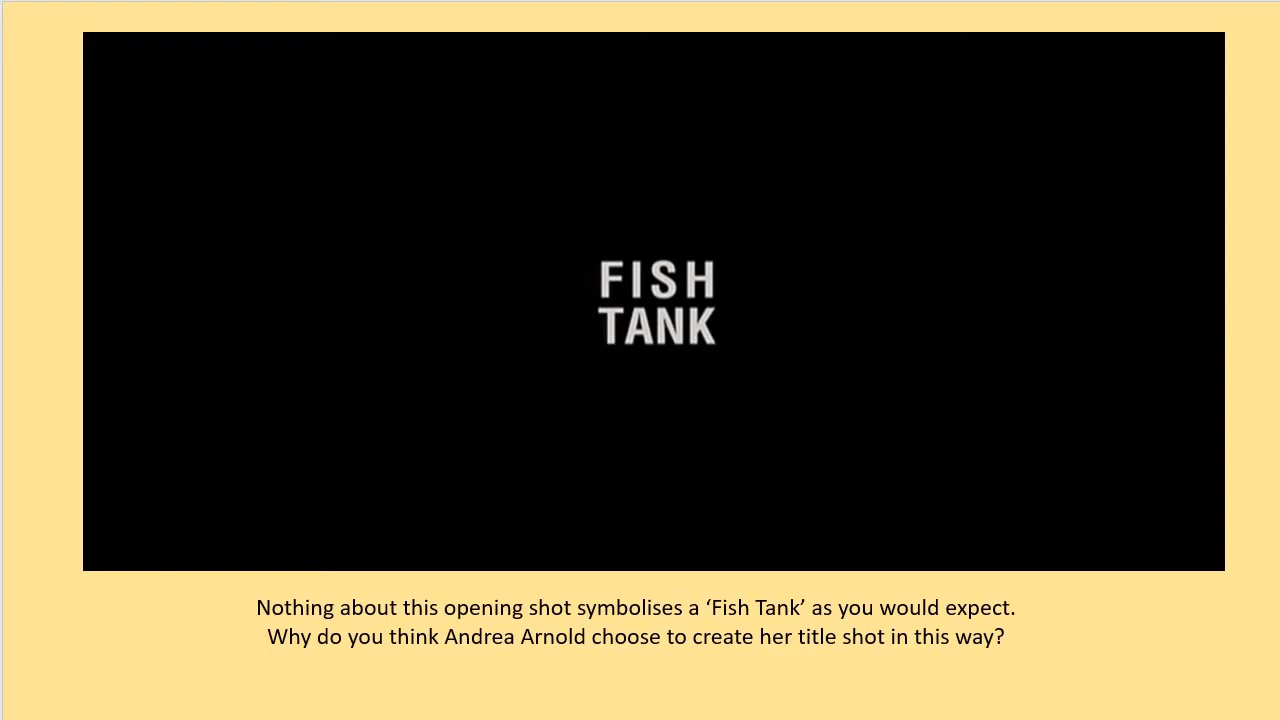 FISH
TANK
Nothing about this opening shot symbolises a ‘Fish Tank’ as you would expect.
Why do you think Andrea Arnold choose to create her title shot in this way?